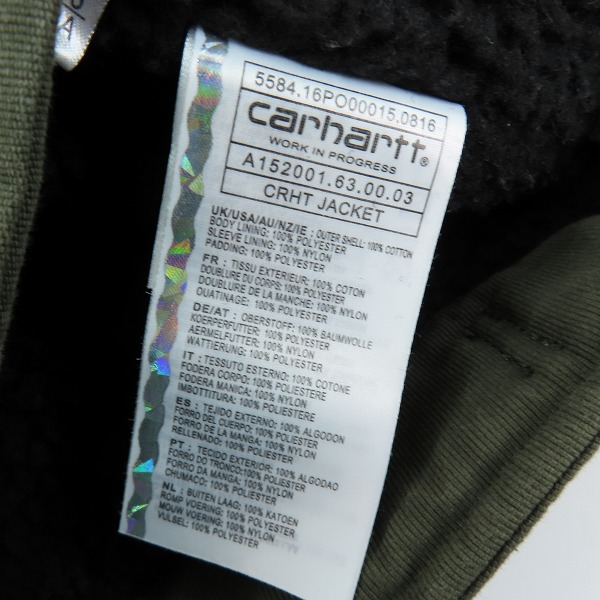 5584.16PO00015.0816
carhartt®
WORK IN PROGRESS
A152001.63.00.03
CRHT JACKET
UK/USA/AU/NZ/IE : OUTER SHELL: 100% COTTON
BODY LINING: 100% POLYESTER
SLEEVE LINING: 100% NYLON
PADDING: 100% POLYESTER
FR : TISSU EXTERIEUR: 100% COTON
DOUBLURE DU CORPS: 100% POLYESTER
DOUBLURE DE LA MANCHE: 100% NYLON
OUATINAGE: 100% POLYESTER
DE/AT : OBERSTOFF: 100% BAUMWOLLE
KOERPERFUTTER: 100% POLYESTER
AERMELFUTTER: 100% NYLON
WATTIERUNG: 100% POLYESTER
IT : TESSUTO ESTERNO: 100% COTONE
FODERA CORPO: 100% POLIESTERE
FODERA MANICA: 100% NYLON
IMBOTTITURA: 100% POLIESTERE
ES : TEJIDO EXTERNO: 100% ALGODON
FORRO DEL CUERPO: 100% POLIESTER
FORRO DE LA MANGA: 100% NYLON
RELLENADO: 100% POLIESTER
PT : TECIDO EXTERIOR: 100% ALGODAO
FORRO DO TRONCO: 100% POLIESTER
FORRO DA MANGA: 100% NYLON
CHUMACO: 100% POLIESTER
NL : BUITEN LAAG: 100% KATOEN
ROMP VOERING: 100% POLYESTER
MOUW VOERING: 100% NYLON
VULSEL: 100% POLYESTER